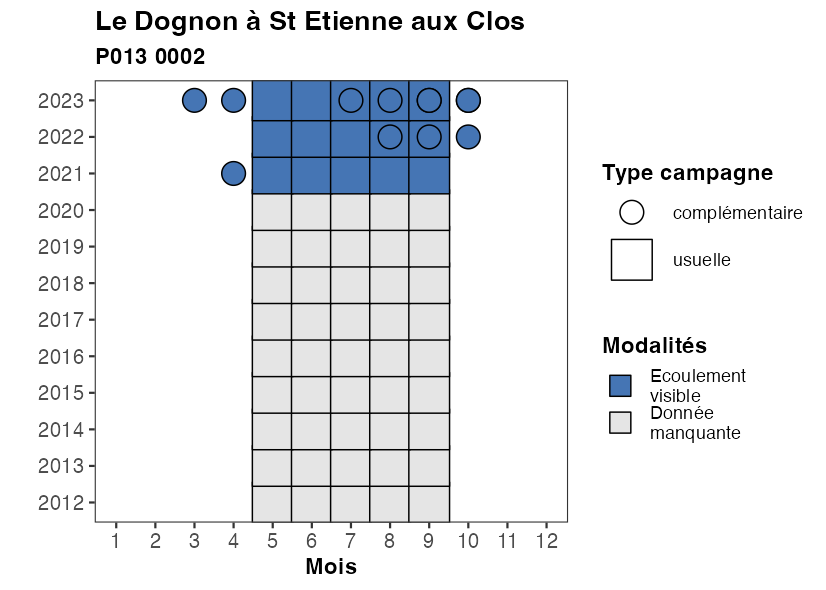 Le Dognon à St Etienne aux Clos
P013 0002
2023
2022
2021
2020
2019
2018
2017
2016
2015
2014
2013
2012
1 2 3 4 5 6 7 8 9 10 11 12
Mois
Type campagne
complémentaire
usuelle
Modalités
Ecoulement
visible
Donnée
manquante